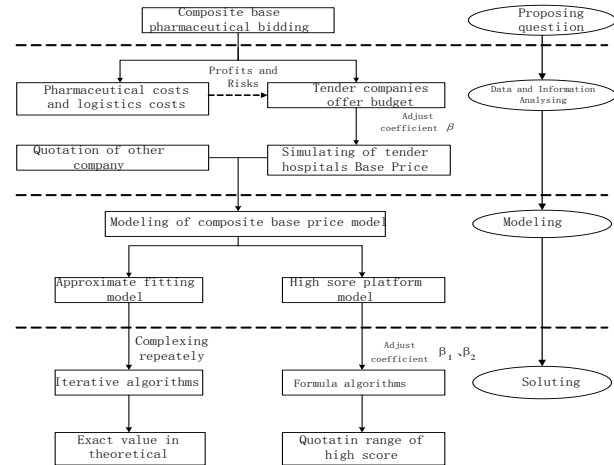 Composite base
pharmaceutical bidding
Proposing
questiion
Profits and
Risks
Pharmaceutical costs
and logistics costs
Tender companies
offer budget
Data and Information
Analysing
Adjust
coefficient β
Quotation of other
company
Simulating of tender
hospitals Base Price
Modeling of composite base price model
Modeling
Approximate fitting
model
High sore platform
model
Complexing
repeately
Adjust
coefficient β1、β2
Iterative algorithms
Formula algorithms
Soluting
Exact value in
theoretical
Quotatin range of
high score